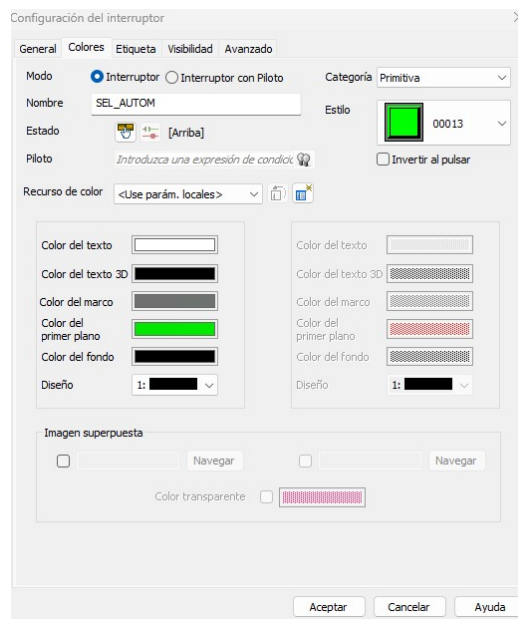 Configuración del interruptor
General Colores Etiqueta Visibilidad Avanzado
Modo Interruptor Interruptor con Piloto Categoría Primitiva
Nombre SEL_AUTOM
Estilo 00013
Estado [Arriba]
Piloto Introduzca una expresión de condició Invertir al pulsar
Recurso de color <Use parám. locales>
Color del texto Color del texto
Color del texto 3D Color del texto 3D
Color del marco Color del marco
Color del primer plano Color del primer plano
Color del fondo Color del fondo
Diseño 1: Diseño 1:
Imagen superpuesta
Navegar Navegar
Color transparente
Aceptar Cancelar Ayuda